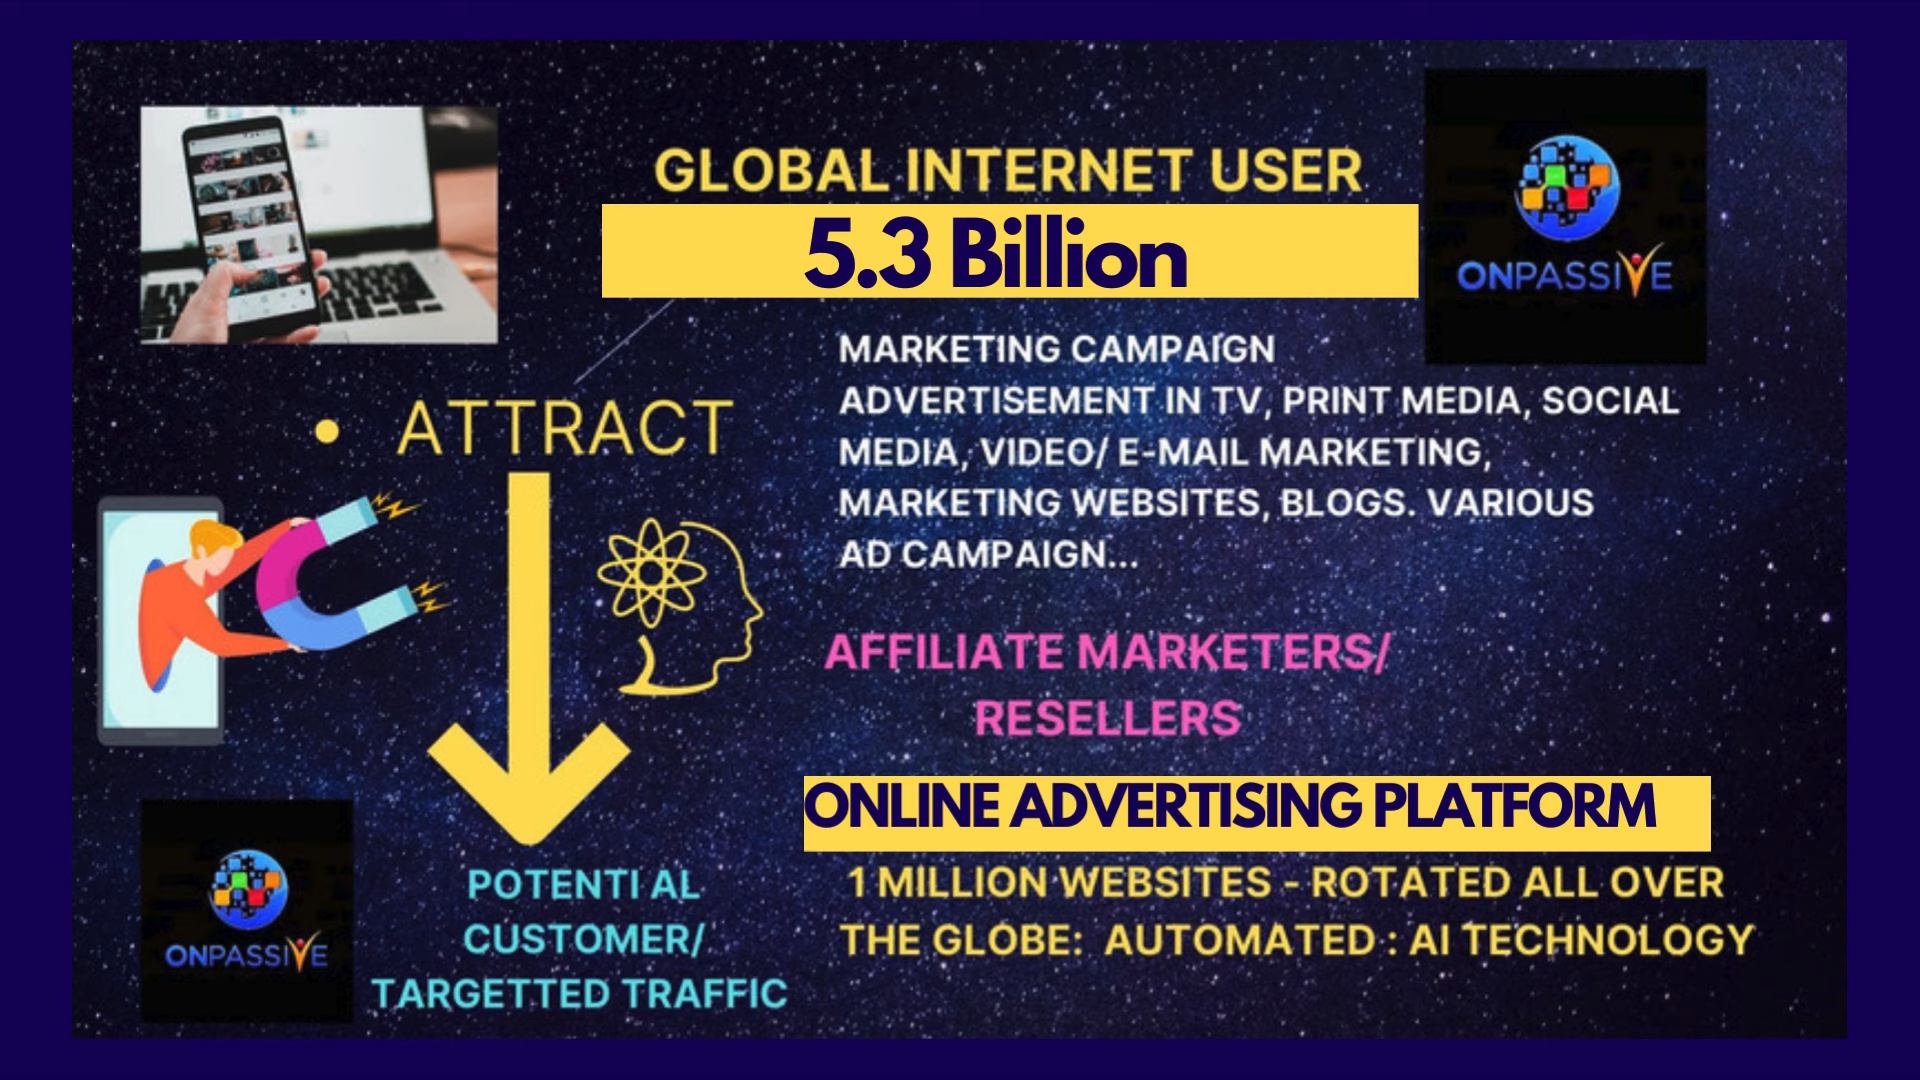 GLOBAL INTERNET USER
5.3 Billion
ONPASSIVE
MARKETING CAMPAIGN
ADVERTISEMENT IN TV, PRINT MEDIA, SOCIAL
MEDIA, VIDEO/ E-MAIL MARKETING,
MARKETING WEBSITES, BLOGS. VARIOUS
AD CAMPAIGN...
• ATTRACT
AFFILIATE MARKETERS/
RESELLERS
ONLINE ADVERTISING PLATFORM
1 MILLION WEBSITES - ROTATED ALL OVER
THE GLOBE: AUTOMATED : AI TECHNOLOGY
POTENTI AL
CUSTOMER/
TARGETTED TRAFFIC
ONPASSIVE